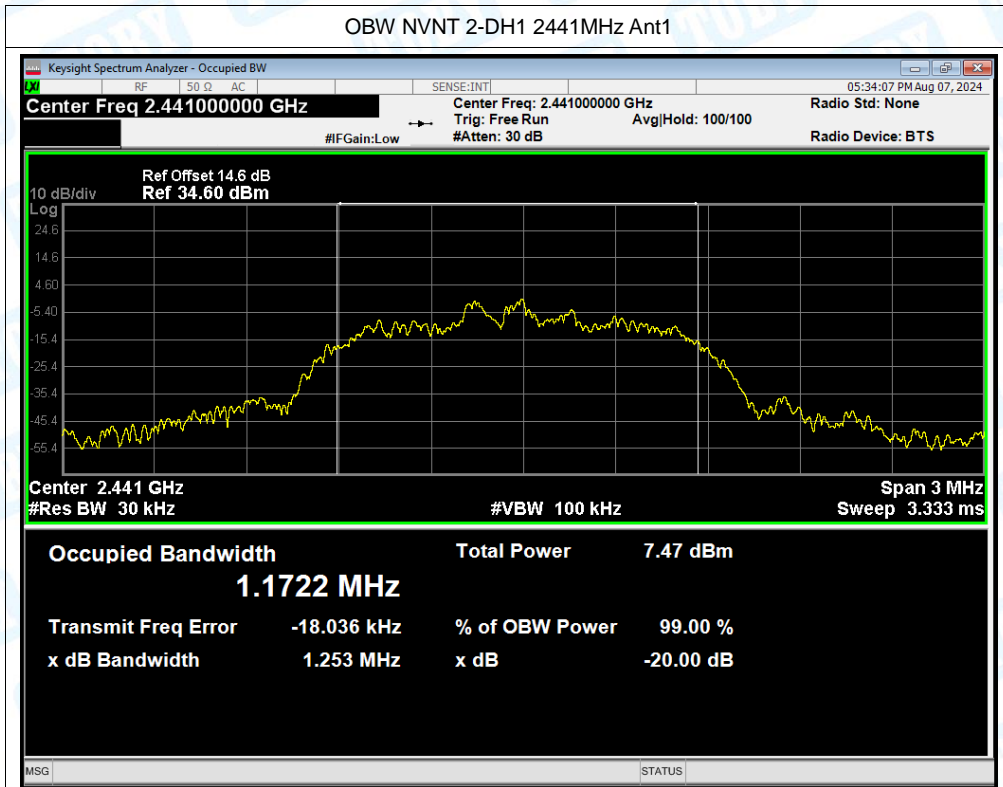 OBW NVNT 2-DH1 2441MHz Ant1
Keysight Spectrum Analyzer - Occupied BW
LXI RF 50 Ω AC SENSE:INT 05:34:07 PM Aug 07, 2024
Center Freq 2.441000000 GHz Center Freq: 2.441000000 GHz Radio Std: None
Trig: Free Run Avg|Hold: 100/100
#IFGain:Low #Atten: 30 dB Radio Device: BTS
Ref Offset 14.6 dB
10 dB/div Ref 34.60 dBm
Log
24.6
14.6
4.60
-5.40
-15.4
-25.4
-35.4
-45.4
-55.4
Center 2.441 GHz Span 3 MHz
#Res BW 30 kHz #VBW 100 kHz Sweep 3.333 ms
Occupied Bandwidth Total Power 7.47 dBm
1.1722 MHz
Transmit Freq Error -18.036 kHz % of OBW Power 99.00 %
x dB Bandwidth 1.253 MHz x dB -20.00 dB
MSG STATUS